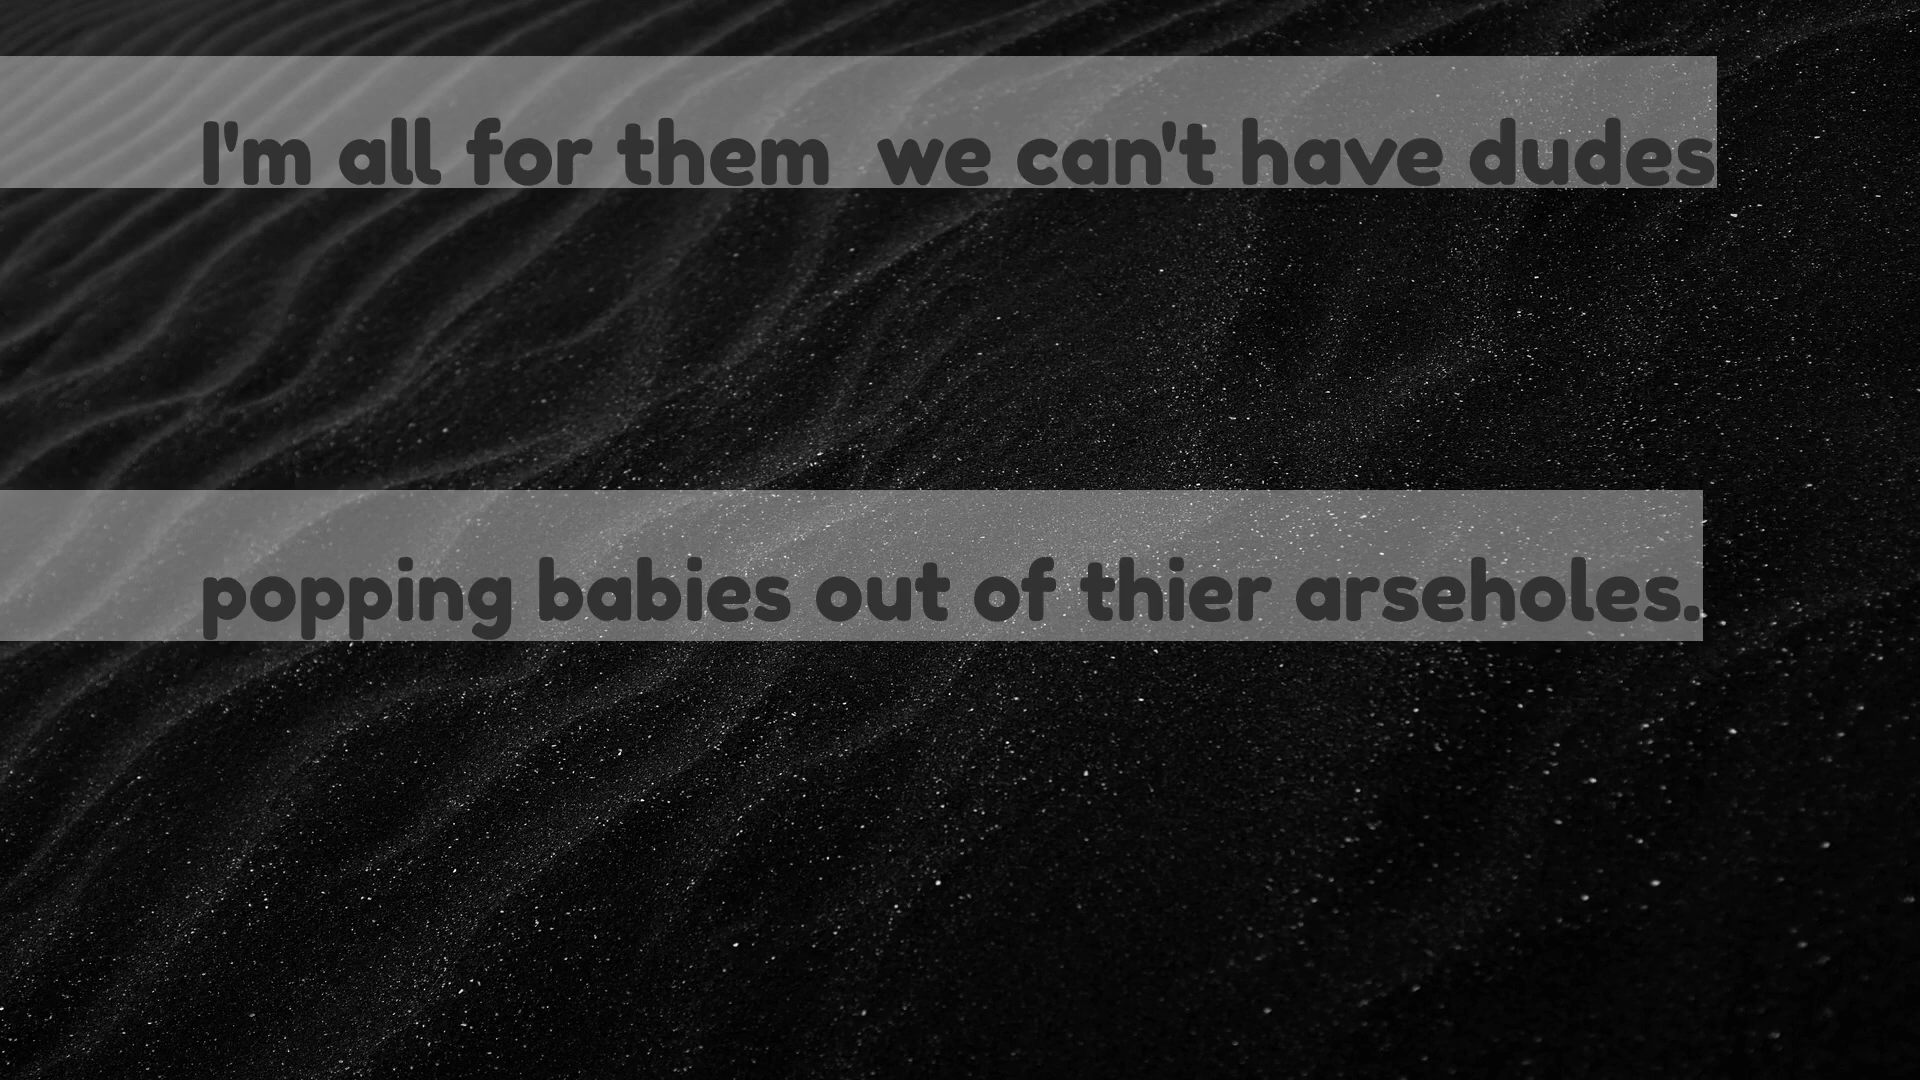 I'm all for them  we can't have dudes
popping babies out of thier arseholes.